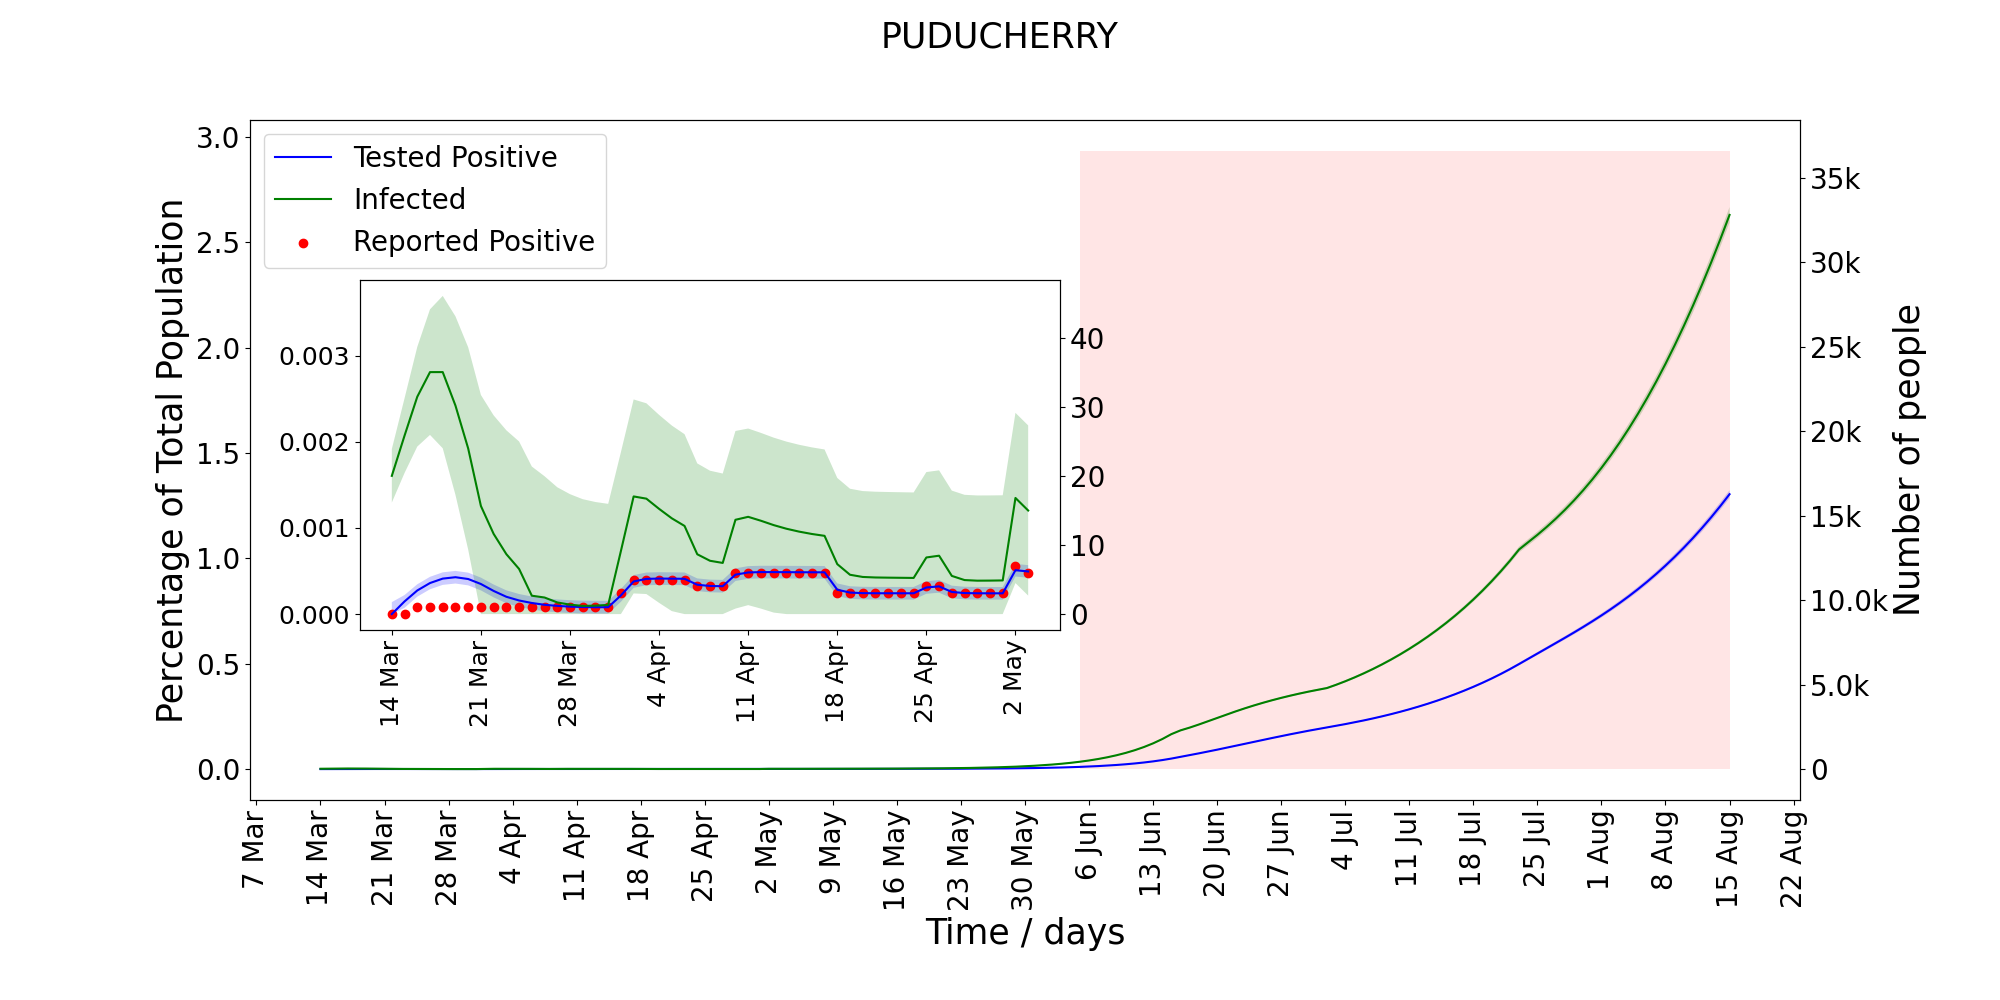 PUDUCHERRY
Tested Positive
Infected
Reported Positive
Percentage of Total Population
3.0
2.5
2.0
1.5
1.0
0.5
0.0
Number of people
35k
30k
25k
20k
15k
10.0k
5.0k
0
0.003
0.002
0.001
0.000
40
30
20
10
0
14 Mar
21 Mar
28 Mar
4 Apr
11 Apr
18 Apr
25 Apr
2 May
7 Mar
14 Mar
21 Mar
28 Mar
4 Apr
11 Apr
18 Apr
25 Apr
2 May
9 May
16 May
23 May
30 May
6 Jun
13 Jun
20 Jun
27 Jun
4 Jul
11 Jul
18 Jul
25 Jul
1 Aug
8 Aug
15 Aug
22 Aug
Time / days